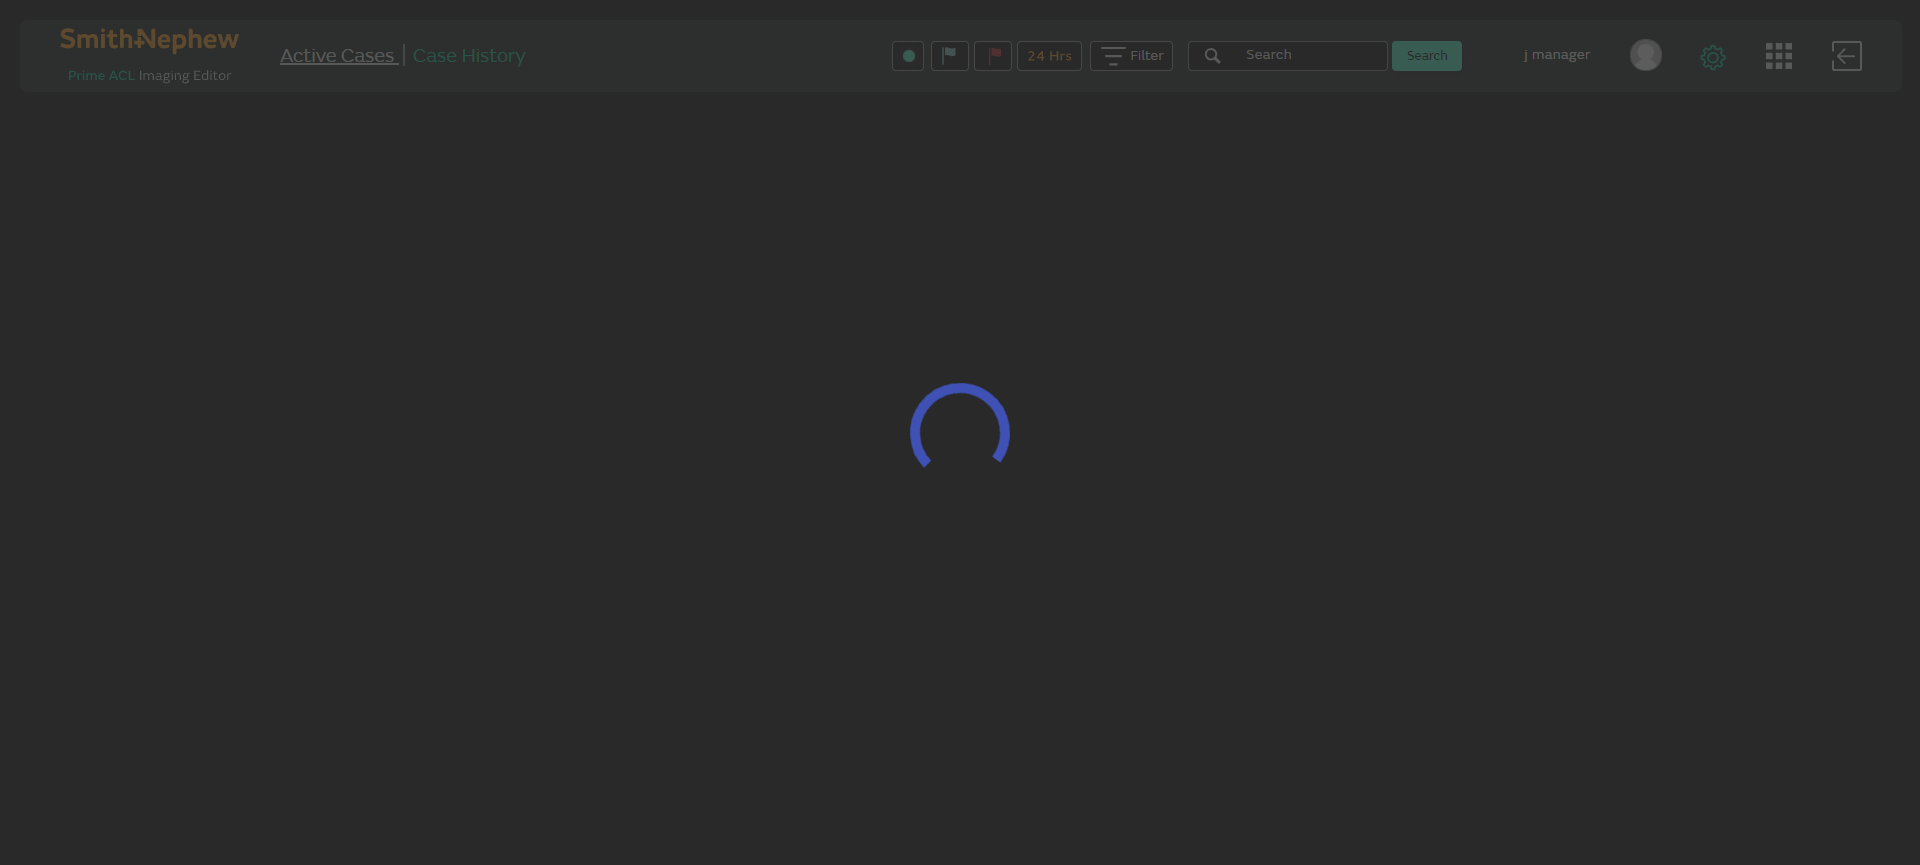 Smith+Nephew
Prime ACL Imaging Editor
Active Cases | Case History
24 Hrs
Filter
Search
Search
j manager